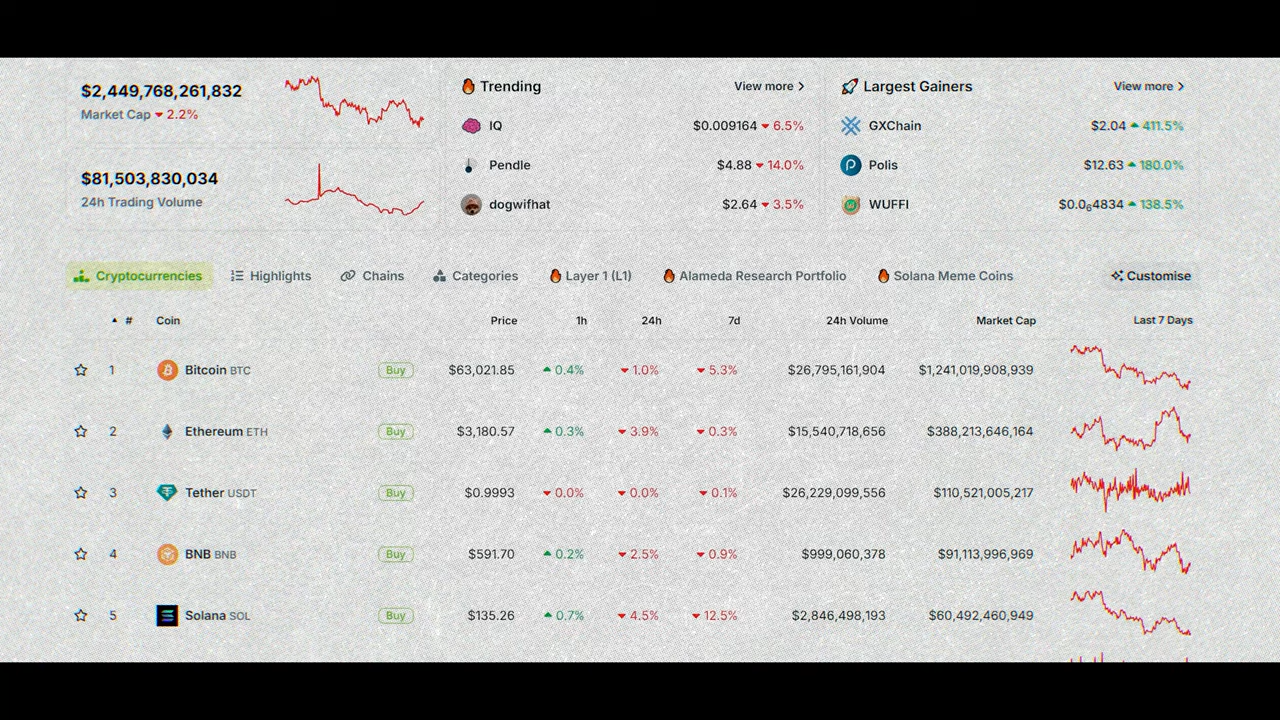 $2,449,768,261,832
Market Cap 2.2%
$81,503,830,034
24h Trading Volume
Trending View more
IQ $0.009164 6.5%
Pendle $4.88 14.0%
dogwifhat $2.64 3.5%
Largest Gainers View more
GXChain $2.04 411.5%
Polis $12.63 180.0%
WUFFI $0.0₆4834 138.5%
Cryptocurrencies Highlights Chains Categories Layer 1 (L1) Alameda Research Portfolio Solana Meme Coins Customise
# Coin Price 1h 24h 7d 24h Volume Market Cap Last 7 Days
1 Bitcoin BTC Buy $63,021.85 0.4% 1.0% 5.3% $26,795,161,904 $1,241,019,908,939
2 Ethereum ETH Buy $3,180.57 0.3% 3.9% 0.3% $15,540,718,656 $388,213,646,164
3 Tether USDT Buy $0.9993 0.0% 0.0% 0.1% $26,229,099,556 $110,521,005,217
4 BNB BNB Buy $591.70 0.2% 2.5% 0.9% $999,060,378 $91,113,996,969
5 Solana SOL Buy $135.26 0.7% 4.5% 12.5% $2,846,498,193 $60,492,460,949